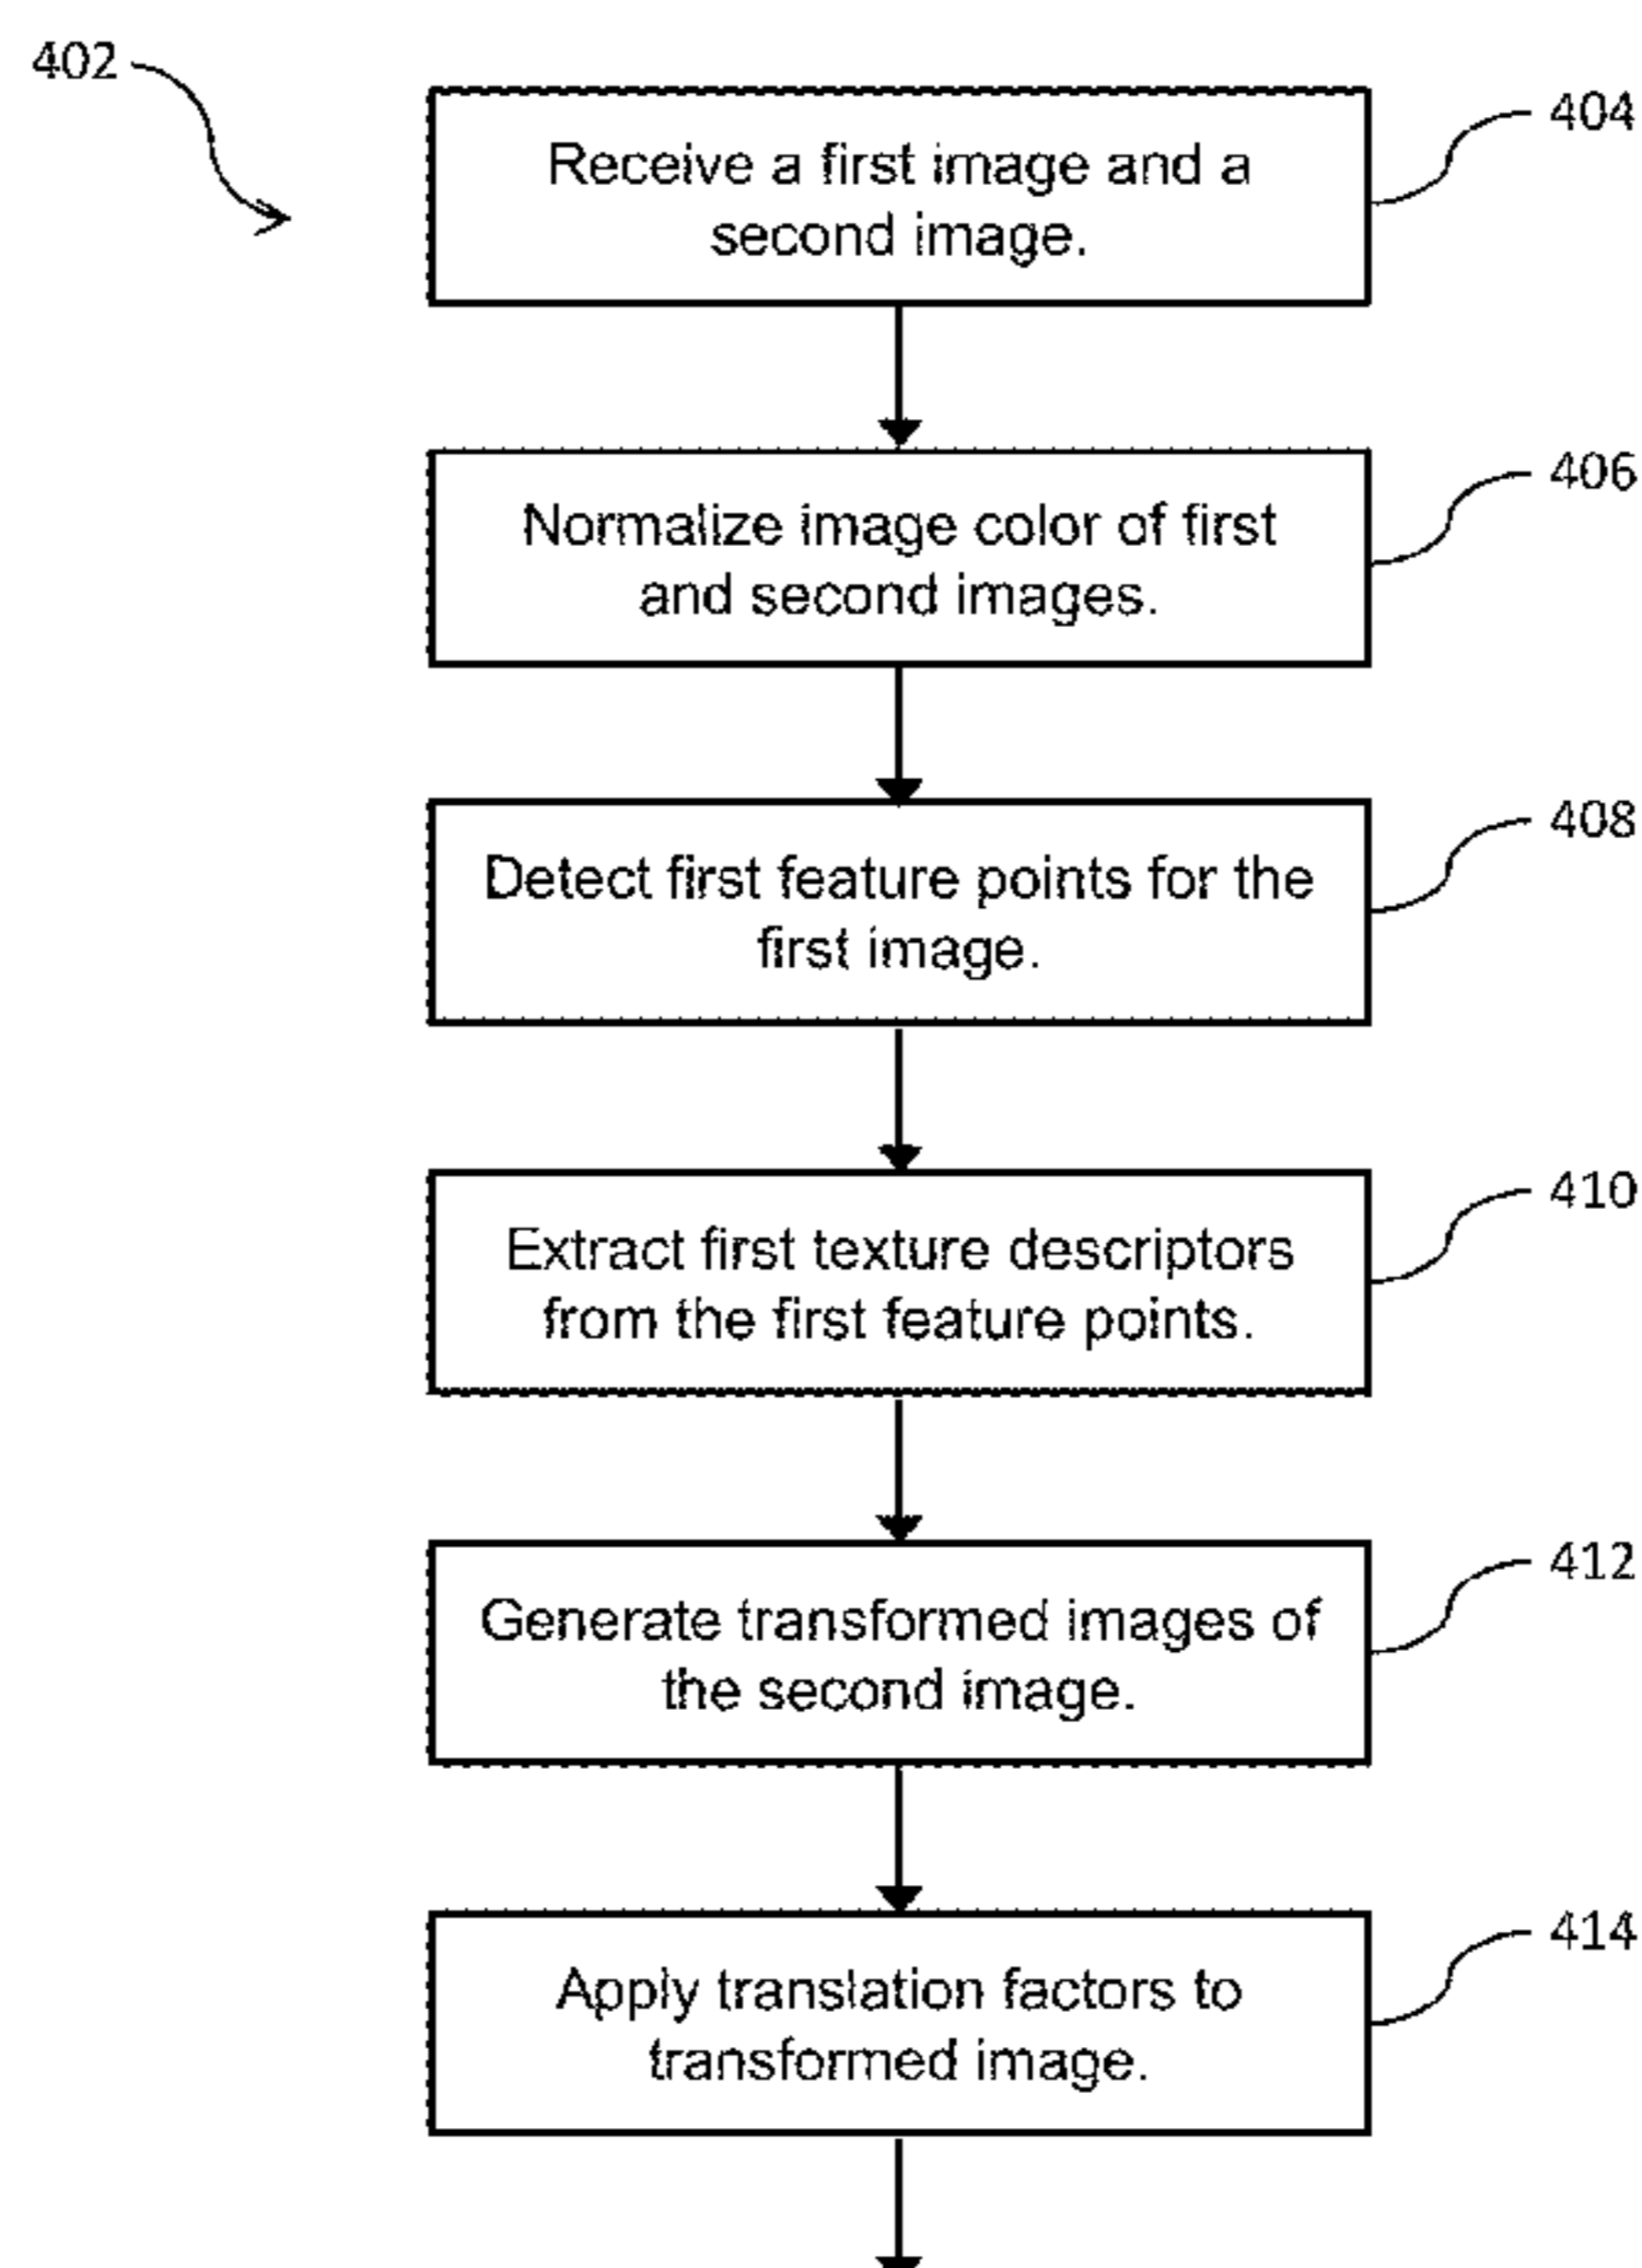 402
404
Receive a first image and a
second image.
406
Normalize image color of first
and second images.
408
Detect first feature points for the
first image.
410
Extract first texture descriptors
from the first feature points.
412
Generate transformed images of
the second image.
414
Apply translation factors to
transformed image.